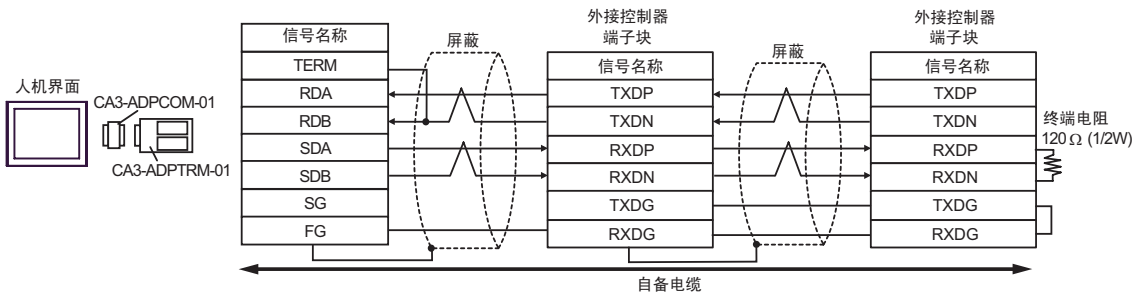 人机界面
CA3-ADPCOM-01
CA3-ADPTRM-01
信号名称
TERM
RDA
RDB
SDA
SDB
SG
FG
屏蔽
外接控制器
端子块
信号名称
TXDP
TXDN
RXDP
RXDN
TXDG
RXDG
屏蔽
外接控制器
端子块
信号名称
TXDP
TXDN
RXDP
RXDN
TXDG
RXDG
终端电阻
120 Ω (1/2W)
自备电缆